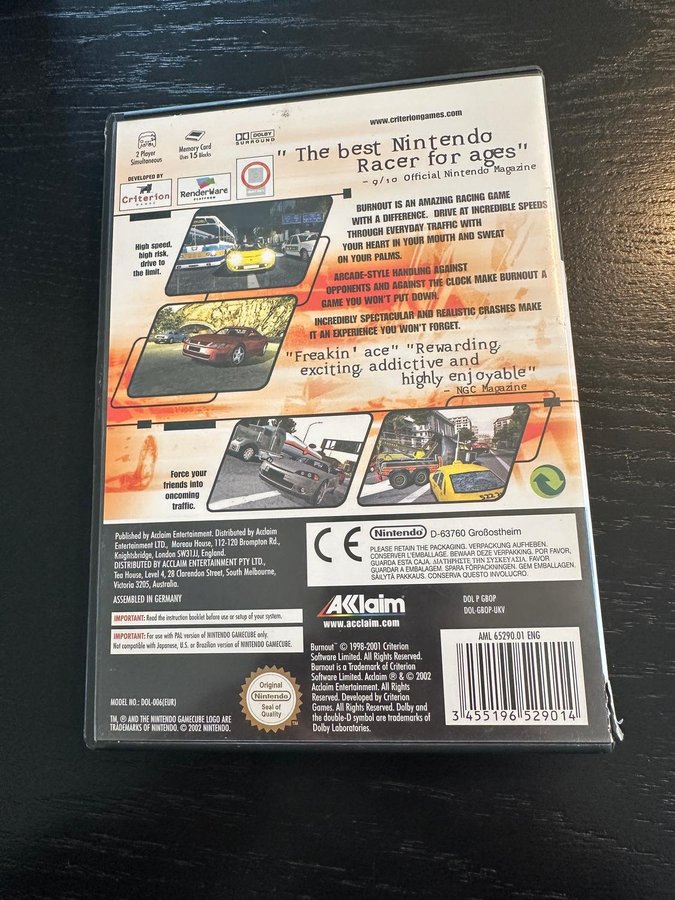 www.criteriongames.com
2 Player
Simultaneous
Memory Card
Uses 15 Blocks
DOLBY
SURROUND
" The best Nintendo
Racer for ages"
- 9/10 Official Nintendo Magazine
DEVELOPED BY
Criterion
GAMES
RenderWare
PLATFORM
BURNOUT IS AN AMAZING RACING GAME
WITH A DIFFERENCE. DRIVE AT INCREDIBLE SPEEDS
THROUGH EVERYDAY TRAFFIC WITH
YOUR HEART IN YOUR MOUTH AND SWEAT
ON YOUR PALMS.
High speed,
high risk,
drive to
the limit.
ARCADE-STYLE HANDLING AGAINST
OPPONENTS AND AGAINST THE CLOCK MAKE BURNOUT A
GAME YOU WON'T PUT DOWN.
INCREDIBLY SPECTACULAR AND REALISTIC CRASHES MAKE
IT AN EXPERIENCE YOU WON'T FORGET.
"Freakin' ace" "Rewarding,
exciting, addictive and
highly enjoyable"
- NGC Magazine
Force your
friends into
oncoming
traffic.
Published by Acclaim Entertainment. Distributed by Acclaim
Entertainment LTD., Moreau House, 112-120 Brompton Rd.,
Knightsbridge, London SW31JJ, England.
DISTRIBUTED BY ACCLAIM ENTERTAINMENT PTY LTD.,
Tea House, Level 4, 28 Clarendon Street, South Melbourne,
Victoria 3205, Australia.
ASSEMBLED IN GERMANY
IMPORTANT: Read the instruction booklet before use or setup of your system.
IMPORTANT: For use with PAL version of NINTENDO GAMECUBE only.
Not compatible with Japanese, U.S. or Brazilian version of NINTENDO GAMECUBE.
MODEL NO.: DOL-006(EUR)
TM, ® AND THE NINTENDO GAMECUBE LOGO ARE
TRADEMARKS OF NINTENDO. © 2002 NINTENDO.
Original
Nintendo
Seal of
Quality
CE
Nintendo D-63760 Großostheim
PLEASE RETAIN THE PACKAGING. VERPACKUNG AUFHEBEN.
CONSERVER L'EMBALLAGE. BEWAAR DEZE VERPAKKING. POR FAVOR,
GUARDA ESTA CAJA. ΔΙΑΤΗΡΗΣΤΕ ΤΗΝ ΣΥΣΚΕΥΑΣΙΑ. FAVOR
GUARDAR A EMBALAGEM. SPARA FÖRPACKNINGEN. GEM EMBALLAGEN.
SÄILYTÄ PAKKAUS. CONSERVA QUESTO INVOLUCRO.
AKKlaim
www.acclaim.com
DOL P GBOP
DOL-GBOP-UKV
Burnout™ © 1998-2001 Criterion
Software Limited. All Rights Reserved.
Burnout is a Trademark of Criterion
Software Limited. Acclaim ® & © 2002
Acclaim Entertainment. All Rights
Reserved. Developed by Criterion
Games. All Rights Reserved. Dolby and
the double-D symbol are trademarks of
Dolby Laboratories.
AML 65290.01 ENG
3 455196 529014